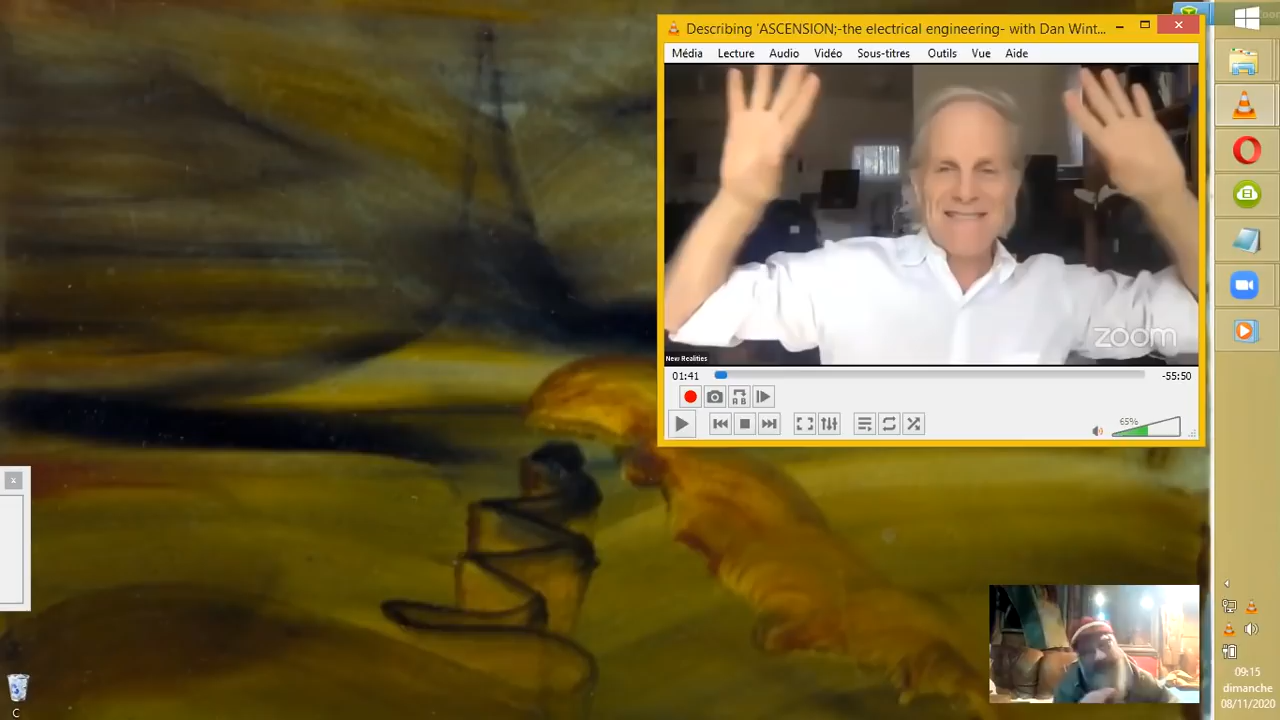 Describing 'ASCENSION;-the electrical engineering- with Dan Wint...
Média Lecture Audio Vidéo Sous-titres Outils Vue Aide
zoom
New Realities
01:41
-55:50
A B
65%
x
C
09:15
dimanche
08/11/2020